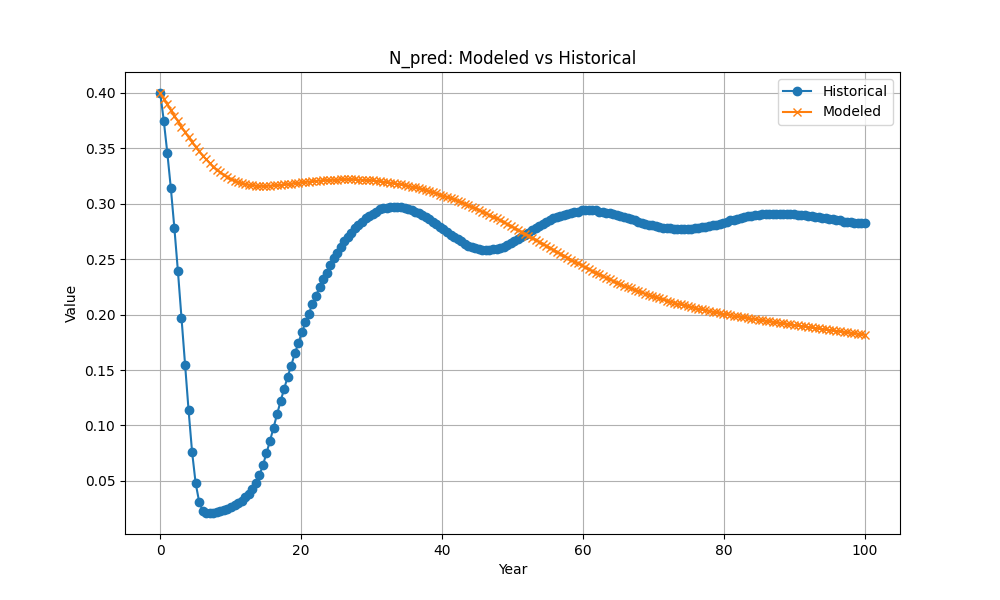 N_pred: Modeled vs Historical
Historical
Modeled
Value
0.40
0.35
0.30
0.25
0.20
0.15
0.10
0.05
0 20 40 60 80 100
Year